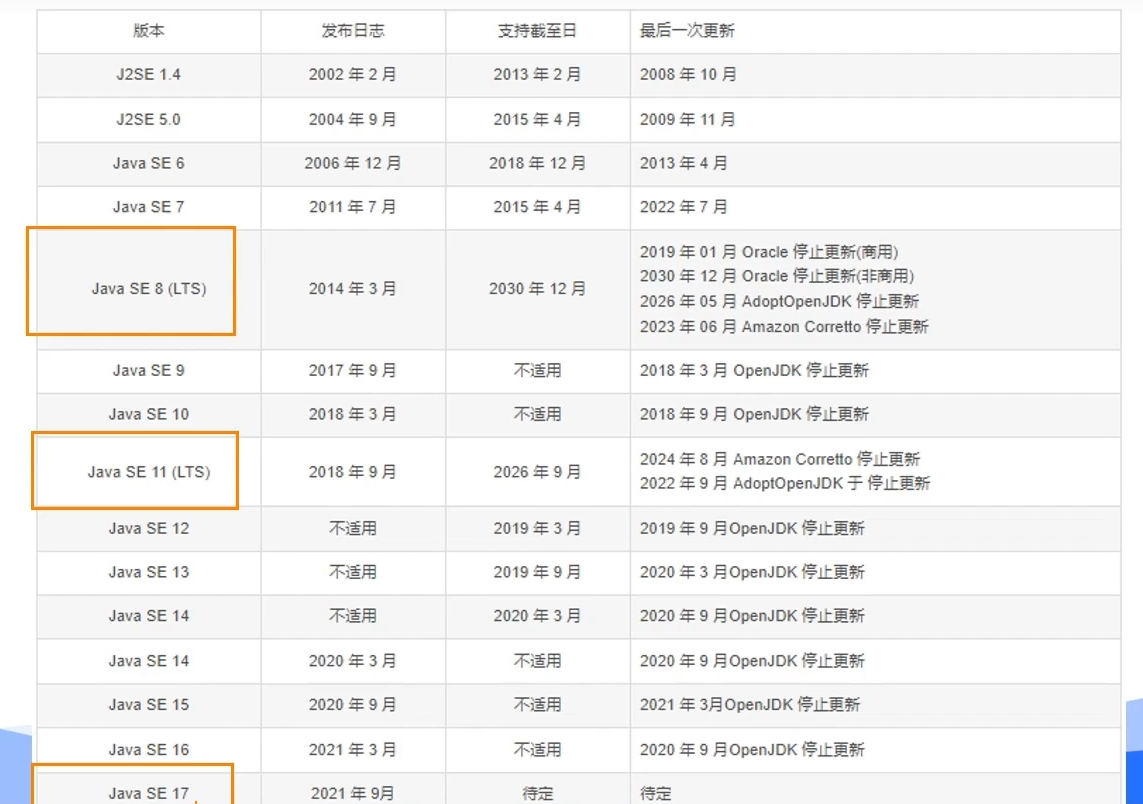 版本 发布日志 支持截至日 最后一次更新
J2SE 1.4 2002 年 2 月 2013 年 2 月 2008 年 10 月
J2SE 5.0 2004 年 9 月 2015 年 4 月 2009 年 11 月
Java SE 6 2006 年 12 月 2018 年 12 月 2013 年 4 月
Java SE 7 2011 年 7 月 2015 年 4 月 2022 年 7 月
Java SE 8 (LTS) 2014 年 3 月 2030 年 12 月
2019 年 01 月 Oracle 停止更新(商用)
2030 年 12 月 Oracle 停止更新(非商用)
2026 年 05 月 AdoptOpenJDK 停止更新
2023 年 06 月 Amazon Corretto 停止更新
Java SE 9 2017 年 9 月 不适用 2018 年 3 月 OpenJDK 停止更新
Java SE 10 2018 年 3 月 不适用 2018 年 9 月 OpenJDK 停止更新
Java SE 11 (LTS) 2018 年 9 月 2026 年 9 月
2024 年 8 月 Amazon Corretto 停止更新
2022 年 9 月 AdoptOpenJDK 于 停止更新
Java SE 12 不适用 2019 年 3 月 2019 年 9 月OpenJDK 停止更新
Java SE 13 不适用 2019 年 9 月 2020 年 3 月OpenJDK 停止更新
Java SE 14 不适用 2020 年 3 月 2020 年 9 月OpenJDK 停止更新
Java SE 14 2020 年 3 月 不适用 2020 年 9 月OpenJDK 停止更新
Java SE 15 2020 年 9 月 不适用 2021 年 3月OpenJDK 停止更新
Java SE 16 2021 年 3 月 不适用 2020 年 9 月OpenJDK 停止更新
Java SE 17 2021 年 9月 待定 待定